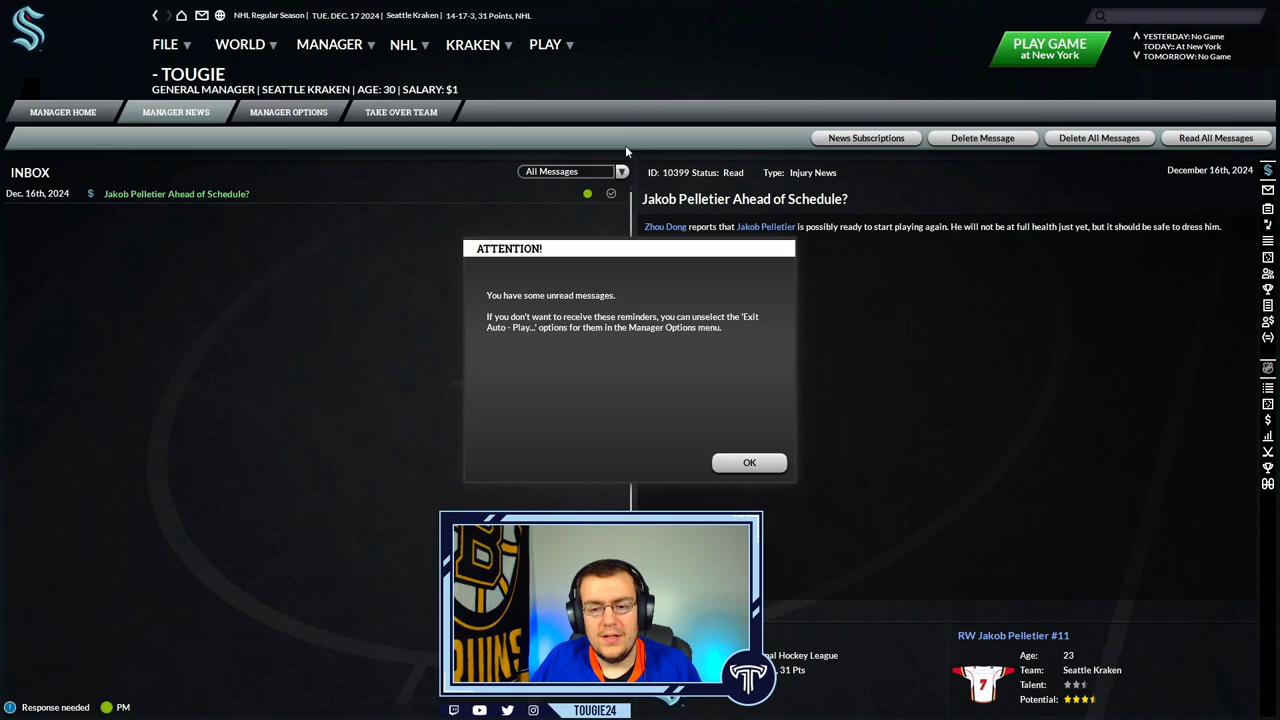 NHL Regular Season | TUE. DEC. 17 2024 | Seattle Kraken | 14-17-3, 31 Points, NHL
FILE WORLD MANAGER NHL KRAKEN PLAY
PLAY GAME
at New York
YESTERDAY: No Game
TODAY:: At New York
TOMORROW: No Game
- TOUGIE
GENERAL MANAGER | SEATTLE KRAKEN | AGE: 30 | SALARY: $1
MANAGER HOME MANAGER NEWS MANAGER OPTIONS TAKE OVER TEAM
News Subscriptions Delete Message Delete All Messages Read All Messages
INBOX All Messages
ID: 10399 Status: Read Type: Injury News December 16th, 2024
Dec. 16th, 2024 Jakob Pelletier Ahead of Schedule?
Jakob Pelletier Ahead of Schedule?
Zhou Dong reports that Jakob Pelletier is possibly ready to start playing again. He will not be at full health just yet, but it should be safe to dress him.
ATTENTION!
You have some unread messages.
If you don't want to receive these reminders, you can unselect the 'Exit
Auto - Play...' options for them in the Manager Options menu.
OK
RW Jakob Pelletier #11
Age: 23
Team: Seattle Kraken
Talent:
Potential:
7
nal Hockey League
, 31 Pts
B
UINS
TOUGIE24
Response needed PM